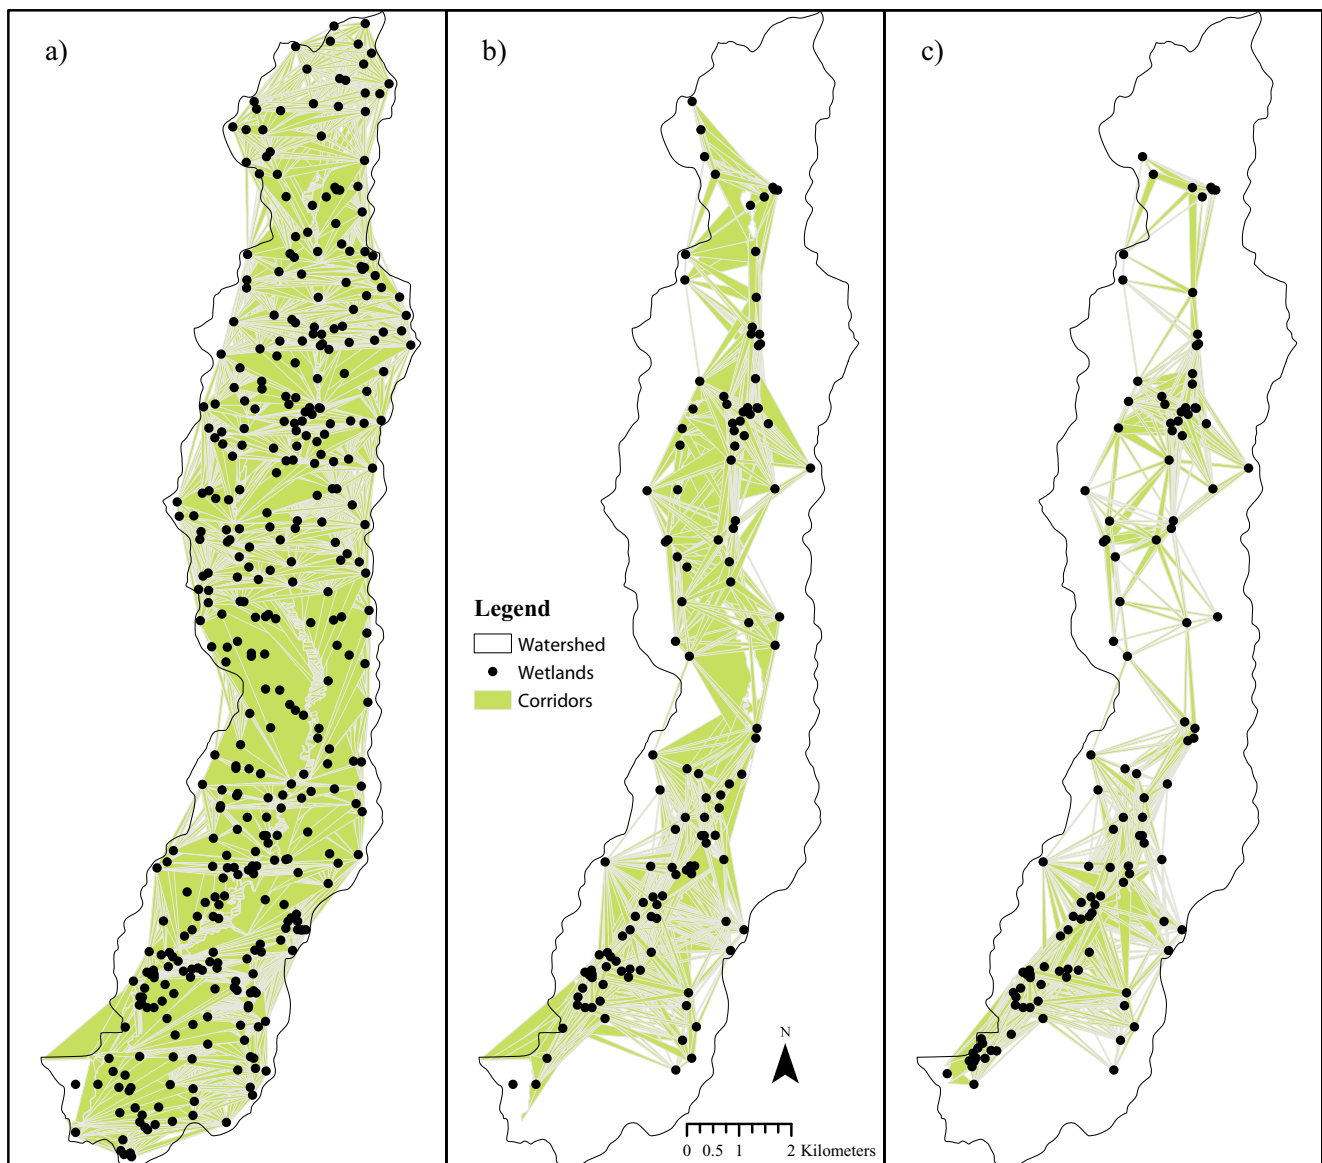 a)
b)
c)
Legend
Watershed
Wetlands
Corridors
N
0 0.5 1 2 Kilometers